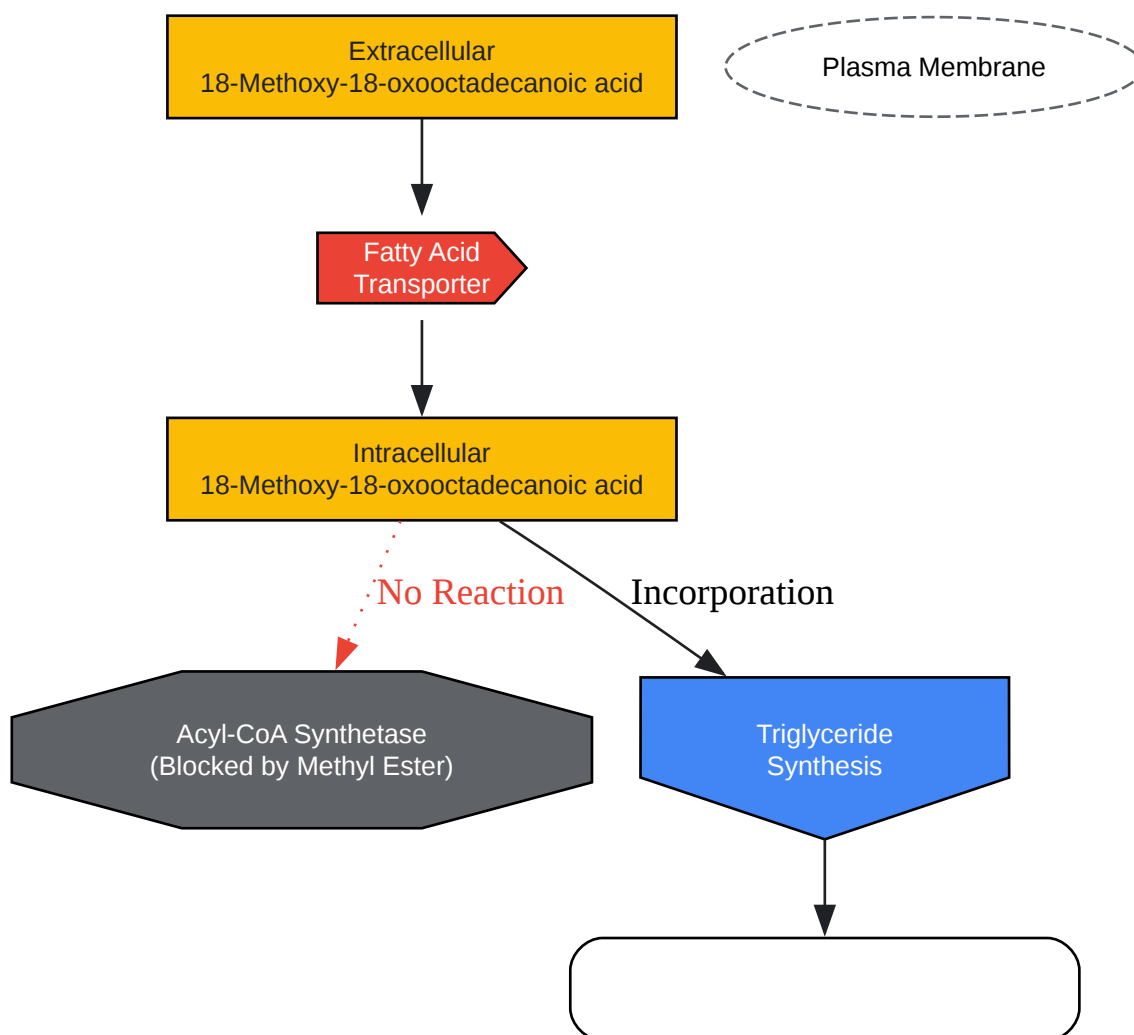 Extracellular
18-Methoxy-18-oxooctadecanoic acid
Plasma Membrane
Fatty Acid
Transporter
Intracellular
18-Methoxy-18-oxooctadecanoic acid
No Reaction
Incorporation
Acyl-CoA Synthetase
(Blocked by Methyl Ester)
Triglyceride
Synthesis